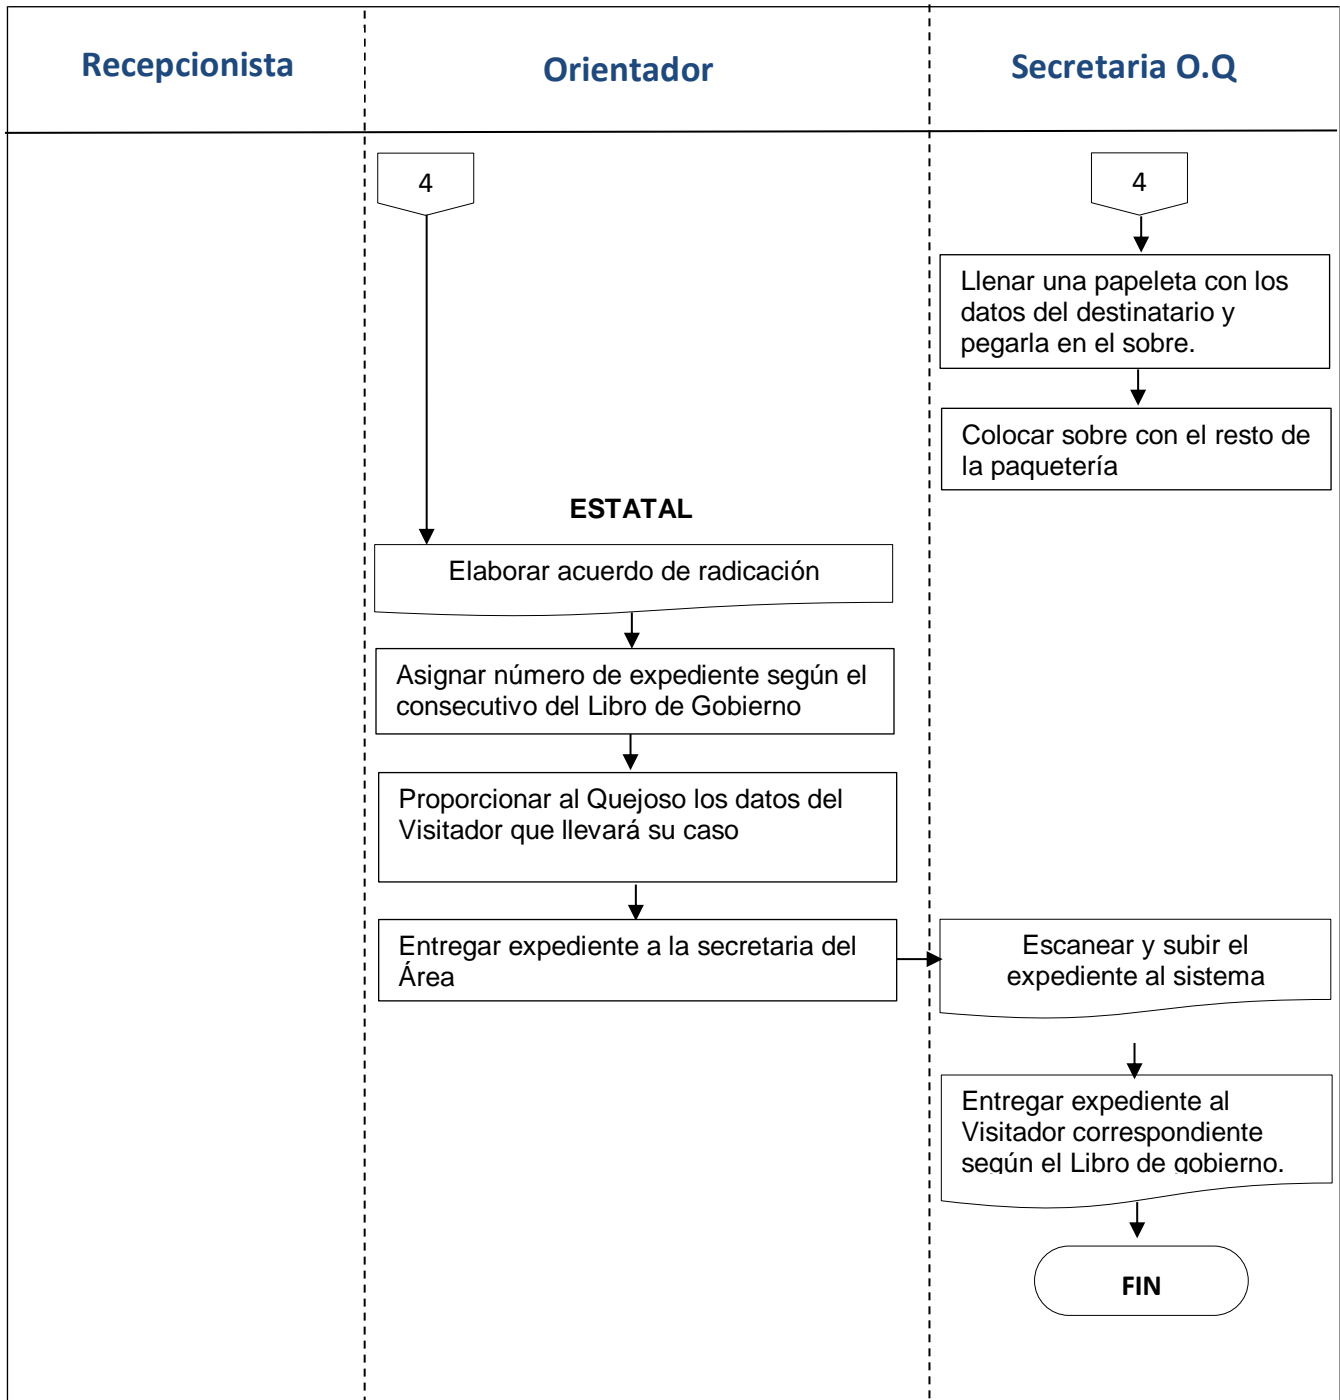 Recepcionista
Orientador
Secretaria O.Q
4
4
Llenar una papeleta con los
datos del destinatario y
pegarla en el sobre.
Colocar sobre con el resto de
la paquetería
ESTATAL
Elaborar acuerdo de radicación
Asignar número de expediente según el
consecutivo del Libro de Gobierno
Proporcionar al Quejoso los datos del
Visitador que llevará su caso
Entregar expediente a la secretaria del
Área
Escanear y subir el
expediente al sistema
Entregar expediente al
Visitador correspondiente
según el Libro de gobierno.
FIN